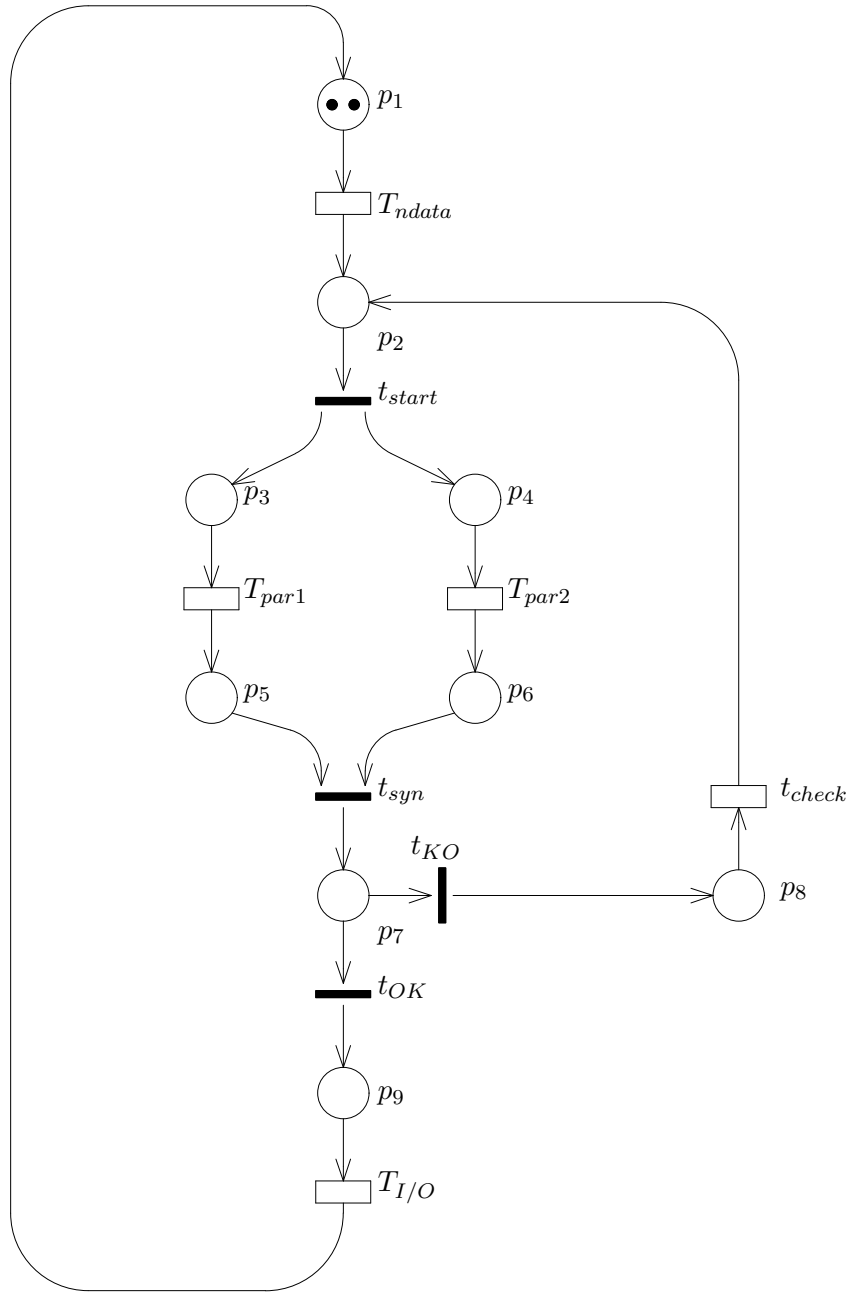 p1
Tndata
p2
tstart
p3 p4
Tpar1 Tpar2
p5 p6
tsyn tcheck
tKO
p8
p7
tOK
p9
TI/O